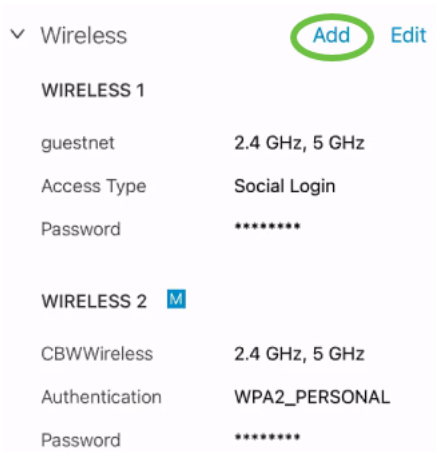 Wireless Add Edit
WIRELESS 1
guestnet 2.4 GHz, 5 GHz
Access Type Social Login
Password ********
WIRELESS 2 M
CBWWireless 2.4 GHz, 5 GHz
Authentication WPA2_PERSONAL
Password ********